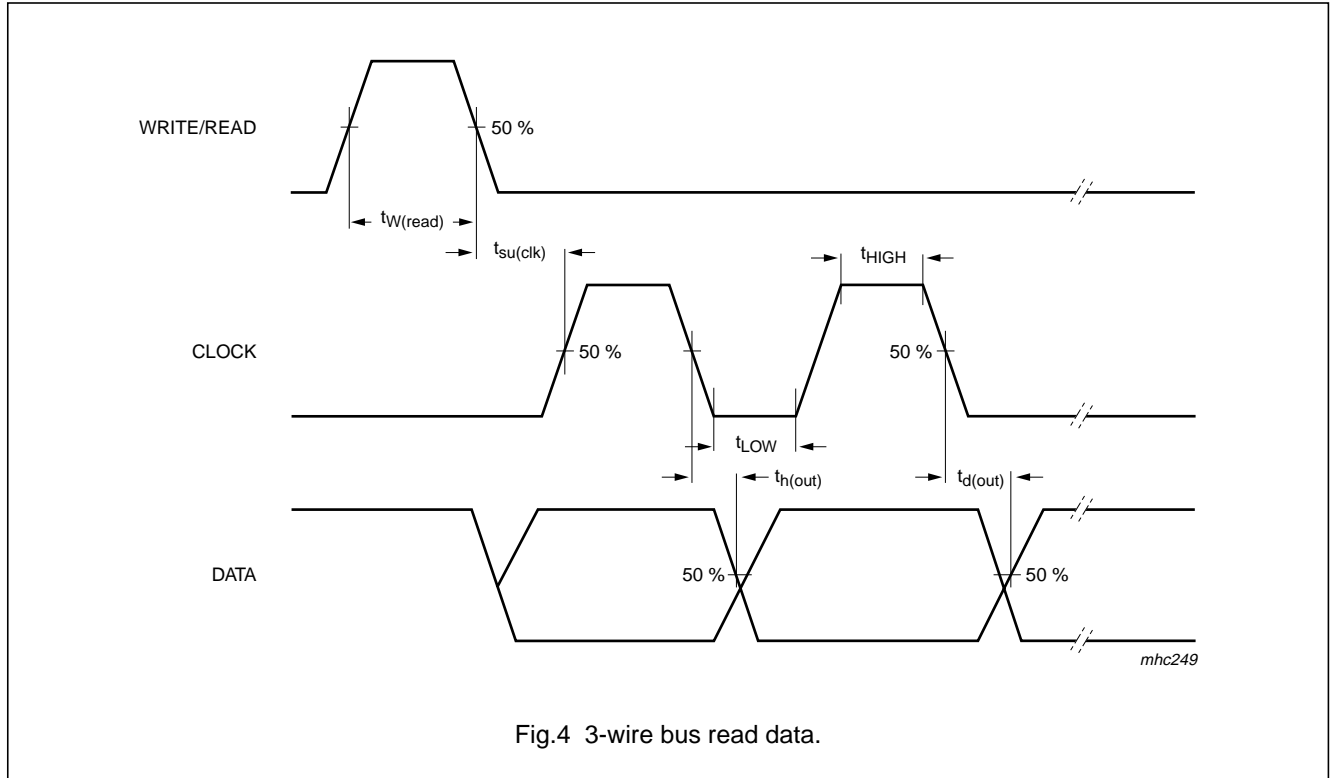 WRITE/READ
50 %
tW(read)
tsu(clk)
tHIGH
CLOCK
50 %
50 %
tLOW
th(out)
td(out)
DATA
50 %
50 %
mhc249
Fig.4 3-wire bus read data.